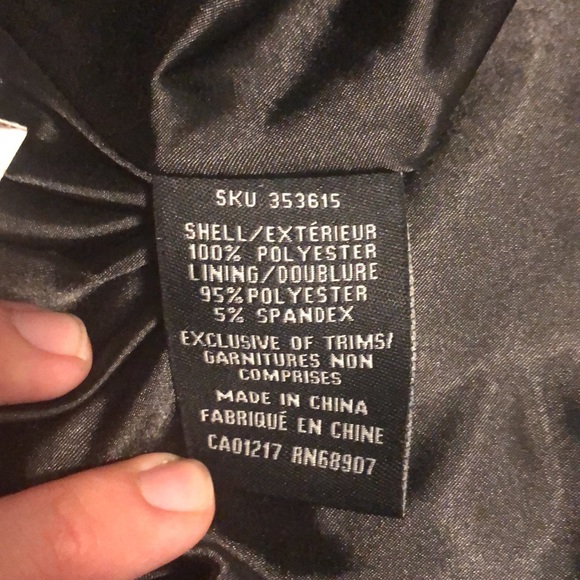 SKU 353615
SHELL/EXTÉRIEUR
100% POLYESTER
LINING/DOUBLURE
95% POLYESTER
5% SPANDEX
EXCLUSIVE OF TRIMS/
GARNITURES NON
COMPRISES
MADE IN CHINA
FABRIQUÉ EN CHINE
CA01217 RN68907